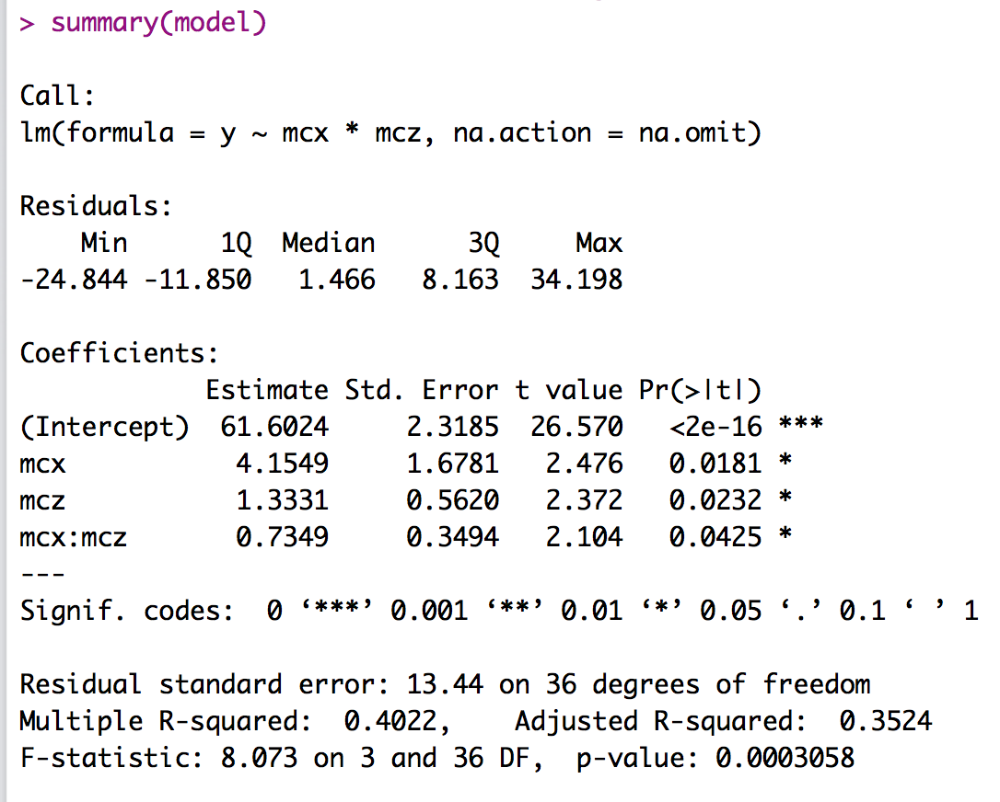 > summary(model)
Call:
lm(formula = y ~ mcx * mcz, na.action = na.omit)
Residuals:
    Min      1Q  Median      3Q     Max
-24.844 -11.850   1.466   8.163  34.198
Coefficients:
            Estimate Std. Error t value Pr(>|t|)
(Intercept)  61.6024     2.3185  26.570   <2e-16 ***
mcx           4.1549     1.6781   2.476   0.0181 *
mcz           1.3331     0.5620   2.372   0.0232 *
mcx:mcz       0.7349     0.3494   2.104   0.0425 *
---
Signif. codes:  0 ‘***’ 0.001 ‘**’ 0.01 ‘*’ 0.05 ‘.’ 0.1 ‘ ’ 1
Residual standard error: 13.44 on 36 degrees of freedom
Multiple R-squared:  0.4022,    Adjusted R-squared:  0.3524
F-statistic: 8.073 on 3 and 36 DF,  p-value: 0.0003058